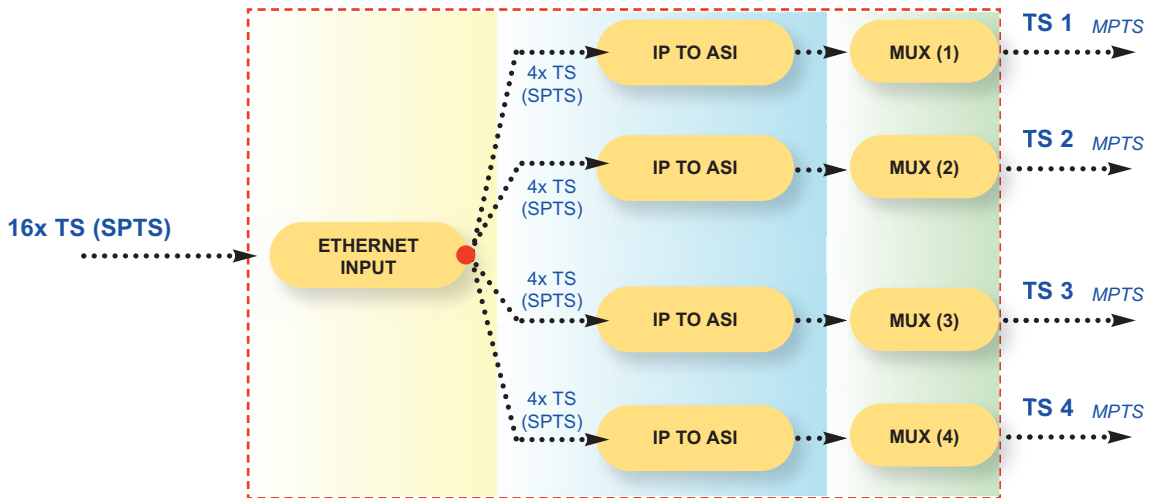 16x TS (SPTS)
ETHERNET
INPUT
4x TS
(SPTS)
IP TO ASI
MUX (1)
TS 1 MPTS
4x TS
(SPTS)
IP TO ASI
MUX (2)
TS 2 MPTS
4x TS
(SPTS)
IP TO ASI
MUX (3)
TS 3 MPTS
4x TS
(SPTS)
IP TO ASI
MUX (4)
TS 4 MPTS